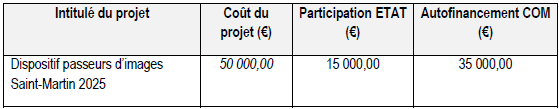 Intitulé du projet
Coût du
projet (€)
Participation ETAT
(€)
Autofinancement COM
(€)
Dispositif passeurs d’images
Saint-Martin 2025
50 000,00
15 000,00
35 000,00